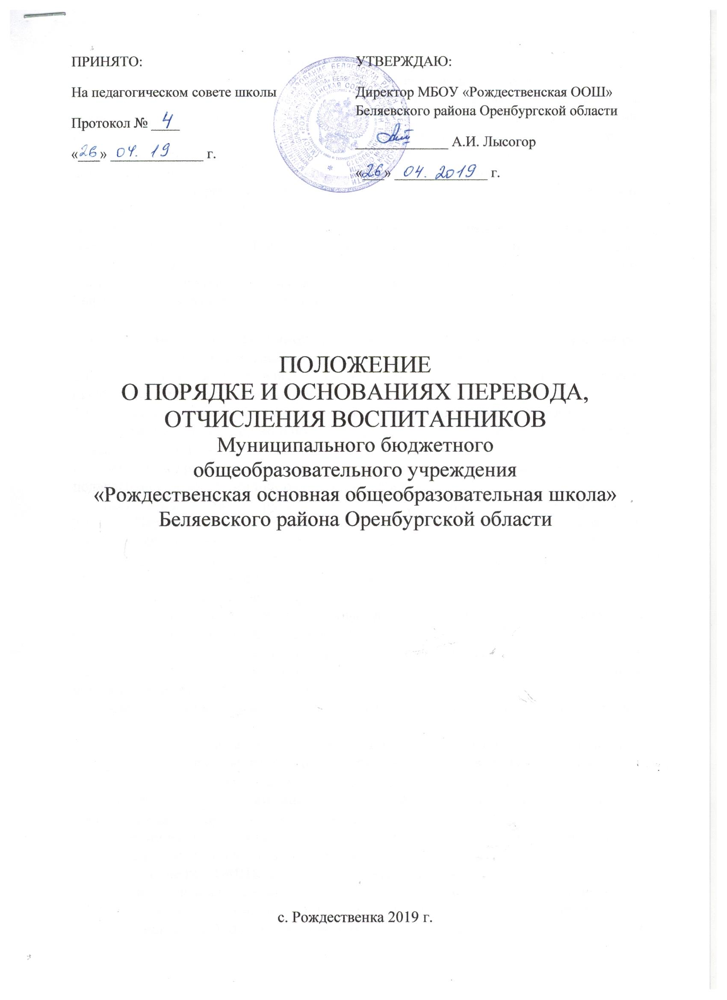 ПРИНЯТО:
На педагогическом совете школы
Протокол № 4
«26» 04. 19 г.
УТВЕРЖДАЮ:
Директор МБОУ «Рождественская ООШ»
Беляевского района Оренбургской области
А.И. Лысогор
«26» 04. 2019 г.
ПОЛОЖЕНИЕ
О ПОРЯДКЕ И ОСНОВАНИЯХ ПЕРЕВОДА,
ОТЧИСЛЕНИЯ ВОСПИТАННИКОВ
Муниципального бюджетного
общеобразовательного учреждения
«Рождественская основная общеобразовательная школа»
Беляевского района Оренбургской области
с. Рождественка 2019 г.